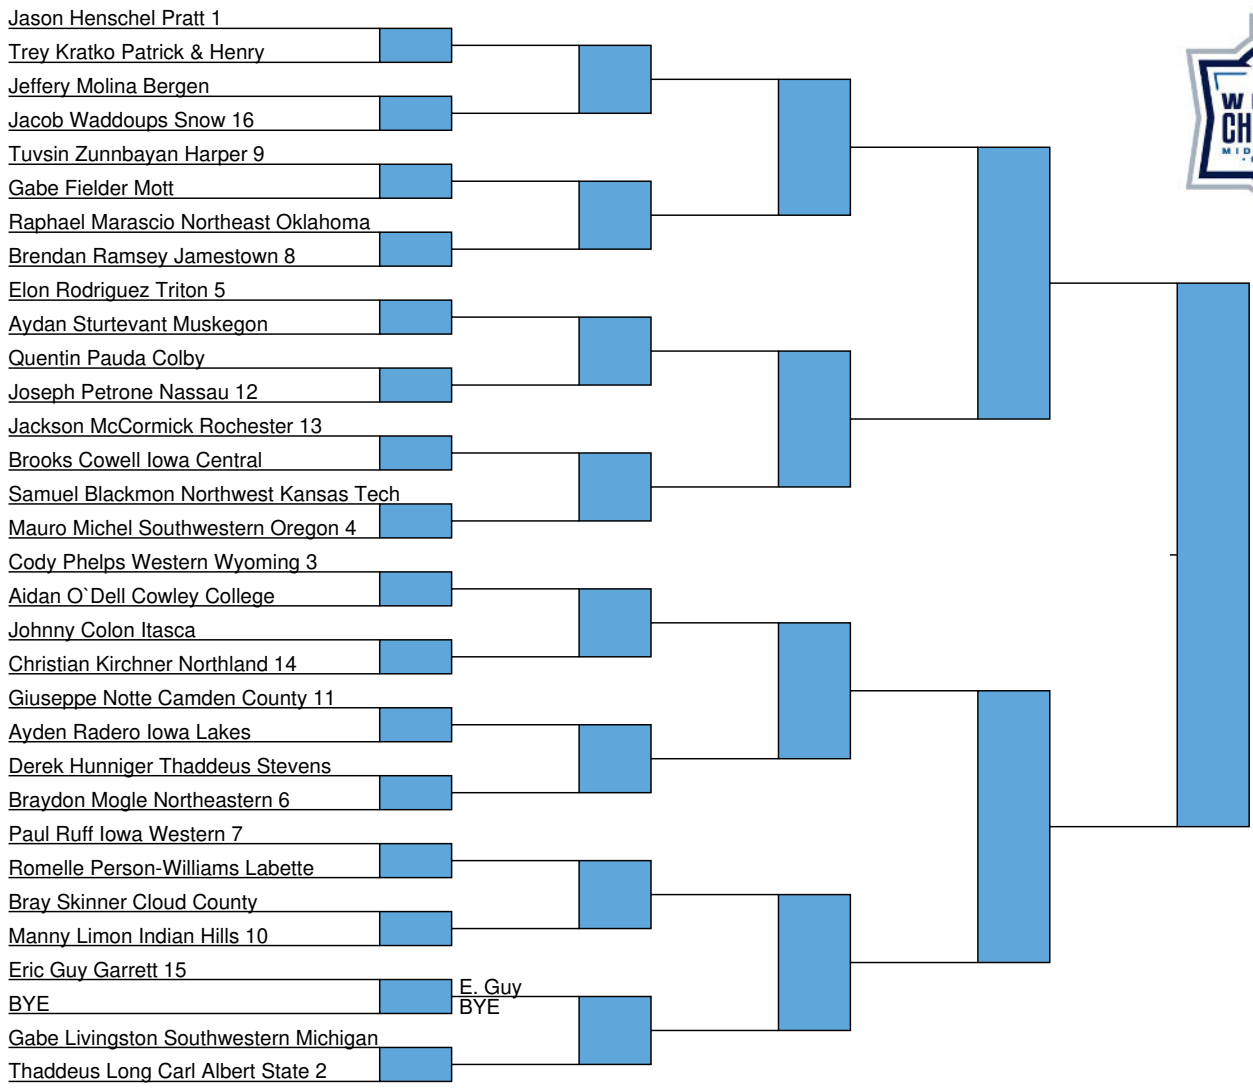 Jason Henschel Pratt 1
Trey Kratko Patrick & Henry
Jeffery Molina Bergen
Jacob Waddoups Snow 16
Tuvsin Zunnbayan Harper 9
Gabe Fielder Mott
Raphael Marascio Northeast Oklahoma
Brendan Ramsey Jamestown 8
Elon Rodriguez Triton 5
Aydan Sturtevant Muskegon
Quentin Pauda Colby
Joseph Petrone Nassau 12
Jackson McCormick Rochester 13
Brooks Cowell Iowa Central
Samuel Blackmon Northwest Kansas Tech
Mauro Michel Southwestern Oregon 4
Cody Phelps Western Wyoming 3
Aidan O`Dell Cowley College
Johnny Colon Itasca
Christian Kirchner Northland 14
Giuseppe Notte Camden County 11
Ayden Radero Iowa Lakes
Derek Hunniger Thaddeus Stevens
Braydon Mogle Northeastern 6
Paul Ruff Iowa Western 7
Romelle Person-Williams Labette
Bray Skinner Cloud County
Manny Limon Indian Hills 10
Eric Guy Garrett 15
BYE
E. Guy
BYE
Gabe Livingston Southwestern Michigan
Thaddeus Long Carl Albert State 2
W
CH
MID